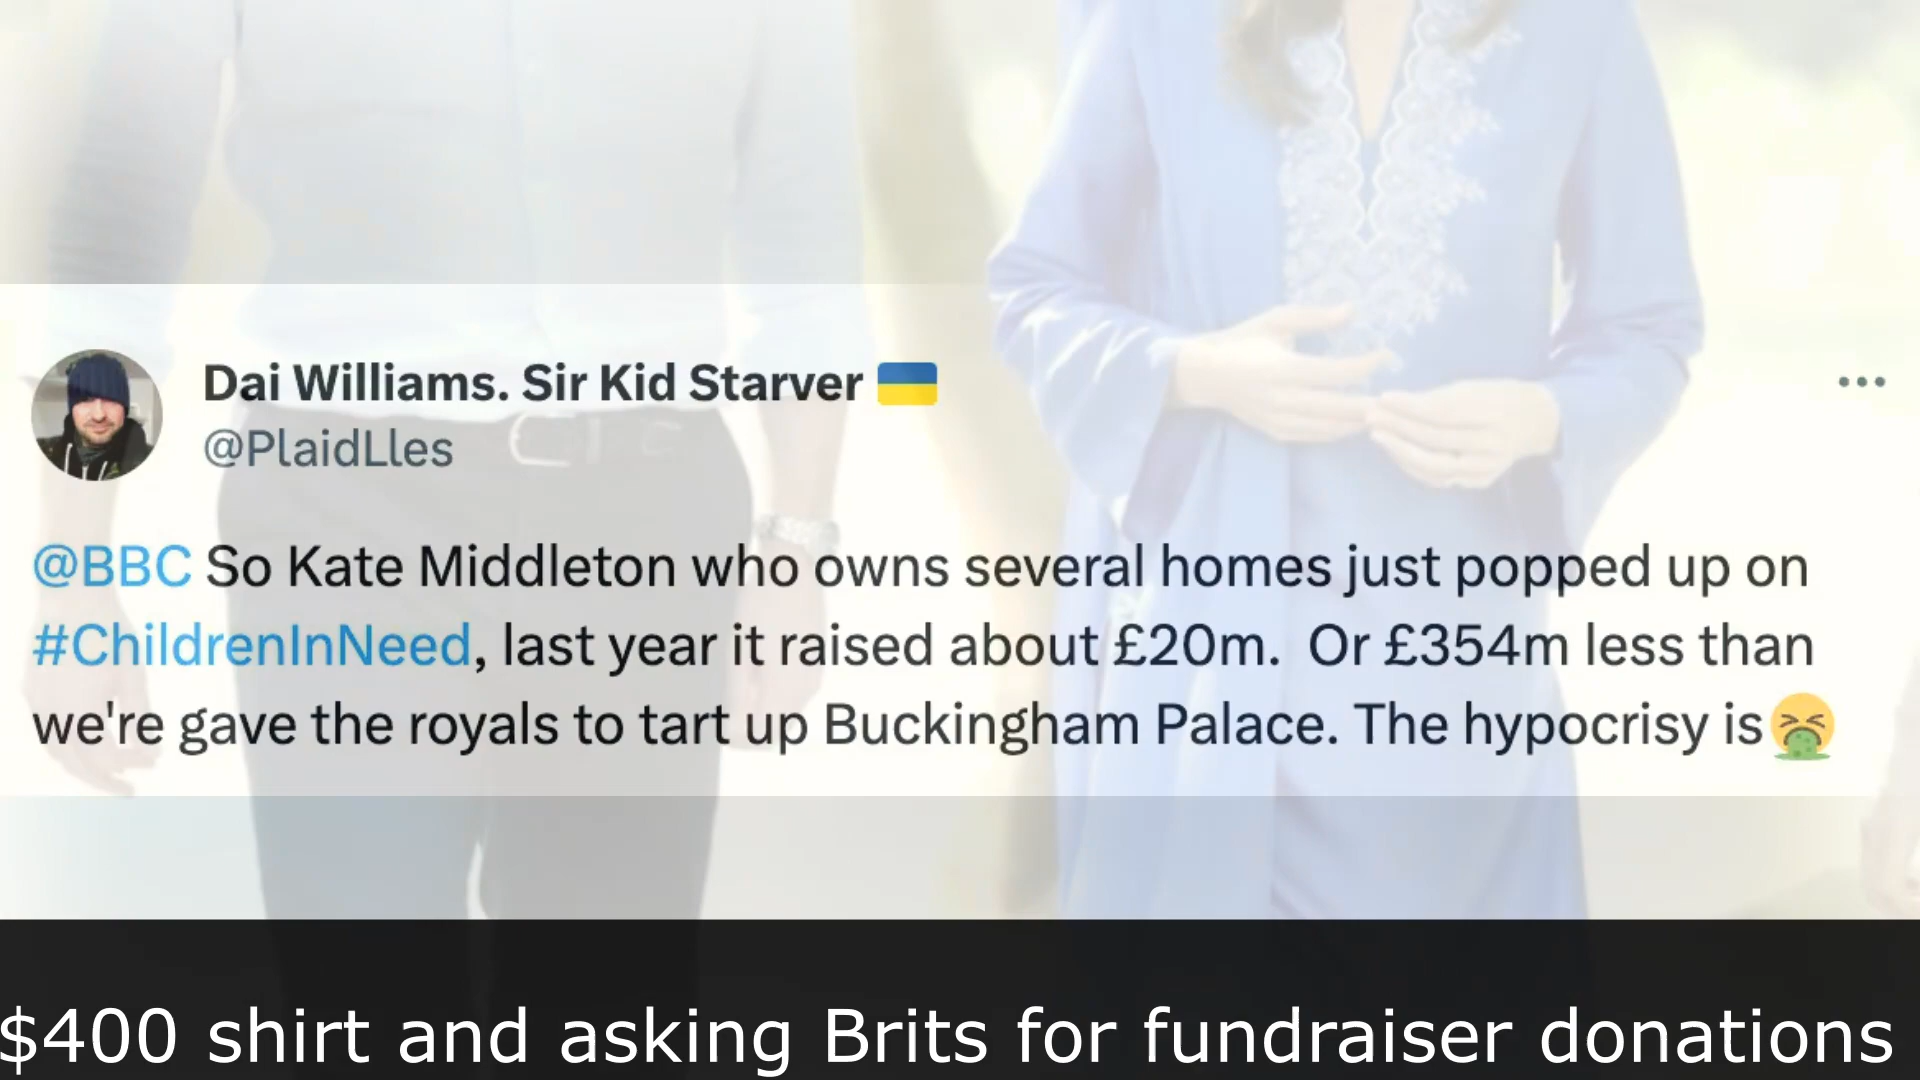 Dai Williams. Sir Kid Starver 🇺🇦
@PlaidLles
@BBC So Kate Middleton who owns several homes just popped up on
#ChildrenInNeed, last year it raised about £20m. Or £354m less than
we're gave the royals to tart up Buckingham Palace. The hypocrisy is🤮
$400 shirt and asking Brits for fundraiser donations